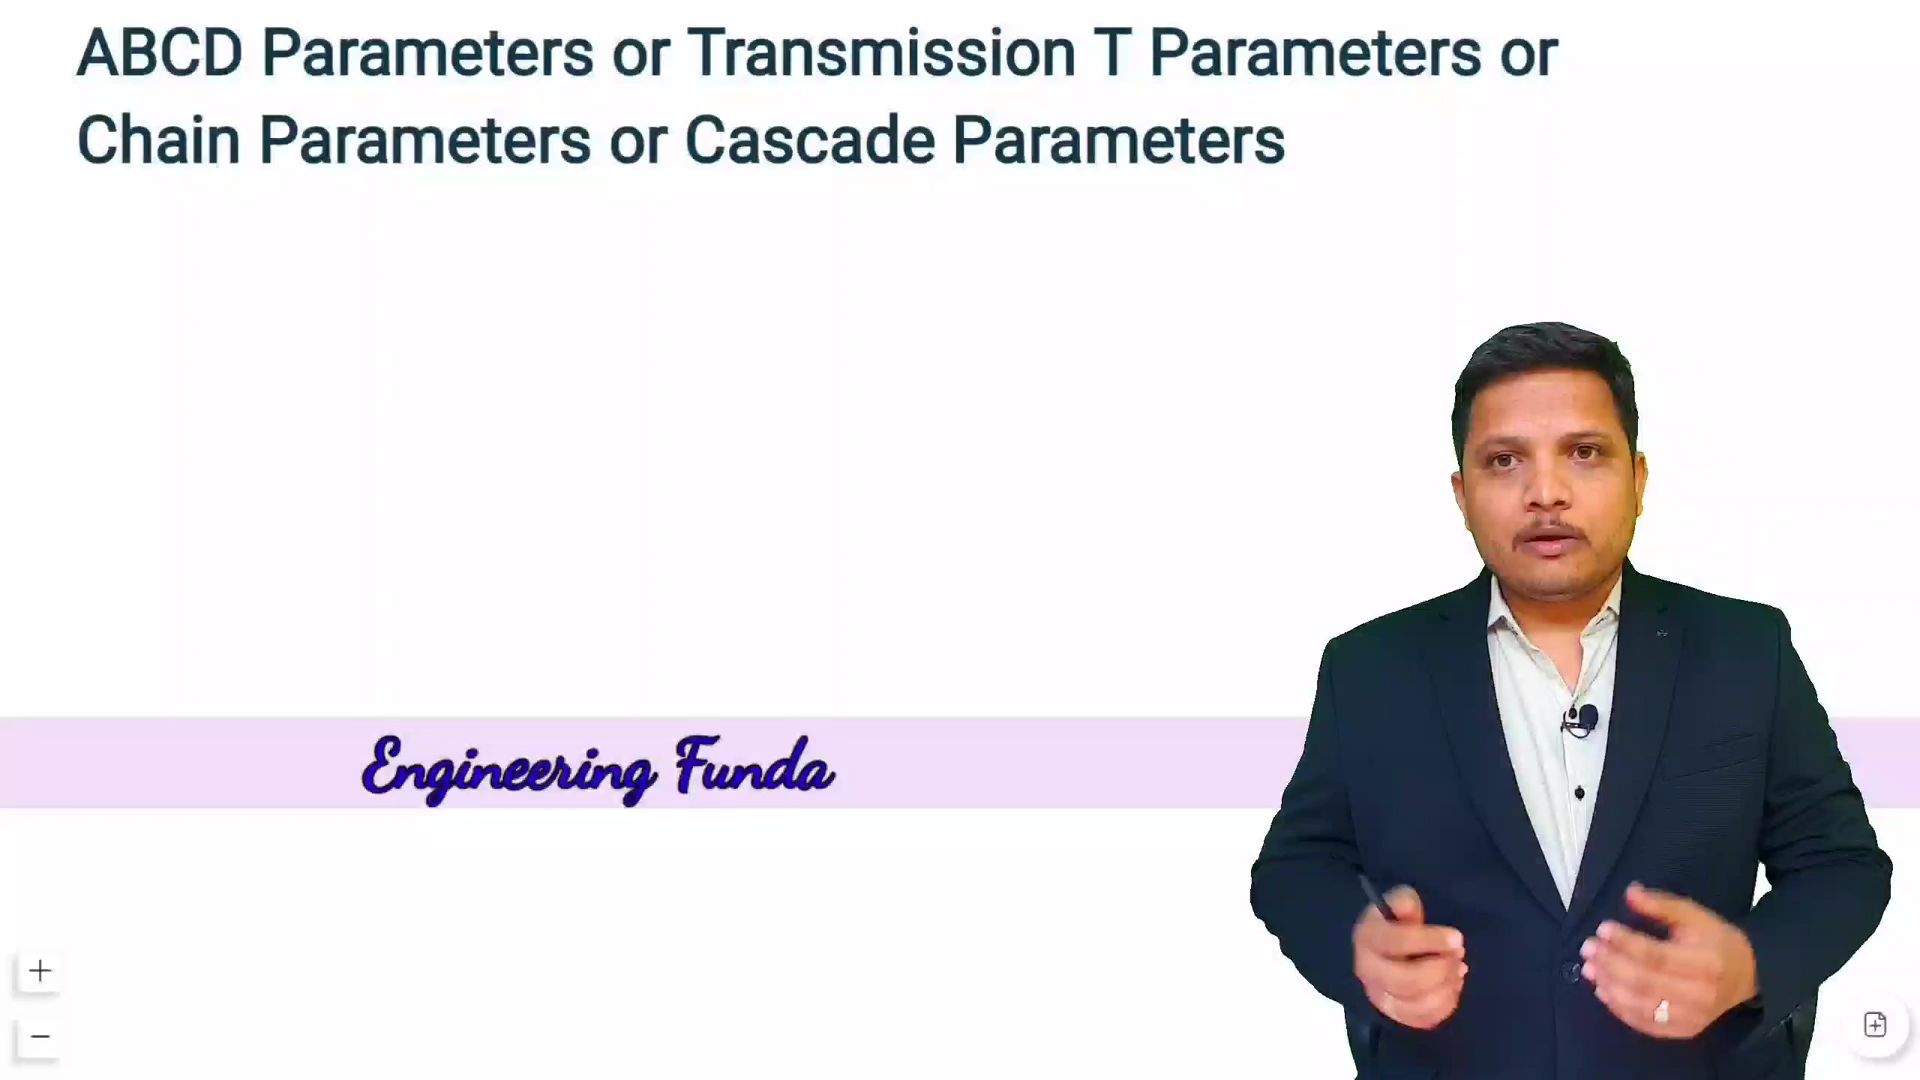 ABCD Parameters or Transmission T Parameters or
Chain Parameters or Cascade Parameters
Engineering Funda